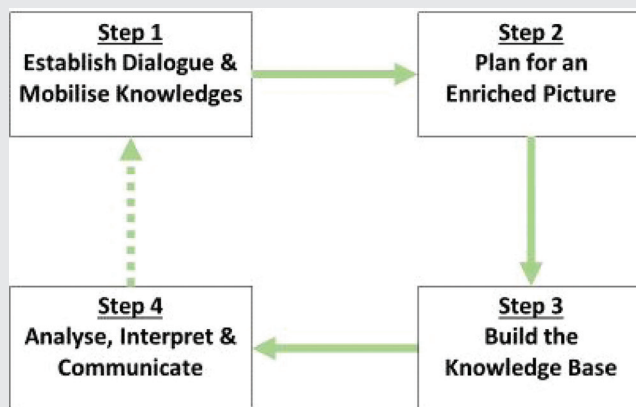 Step 1
Establish Dialogue &
Mobilise Knowledges
Step 2
Plan for an
Enriched Picture
Step 3
Build the
Knowledge Base
Step 4
Analyse, Interpret &
Communicate